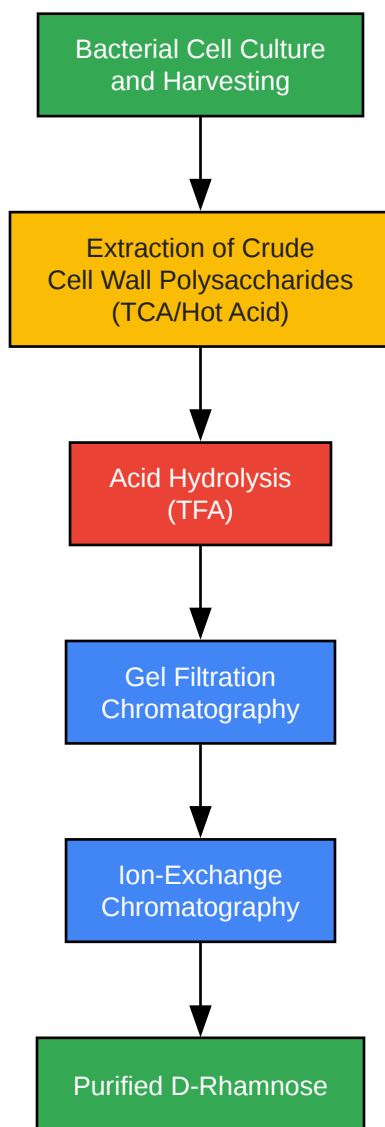 Bacterial Cell Culture
and Harvesting
Extraction of Crude
Cell Wall Polysaccharides
(TCA/Hot Acid)
Acid Hydrolysis
(TFA)
Gel Filtration
Chromatography
Ion-Exchange
Chromatography
Purified D-Rhamnose